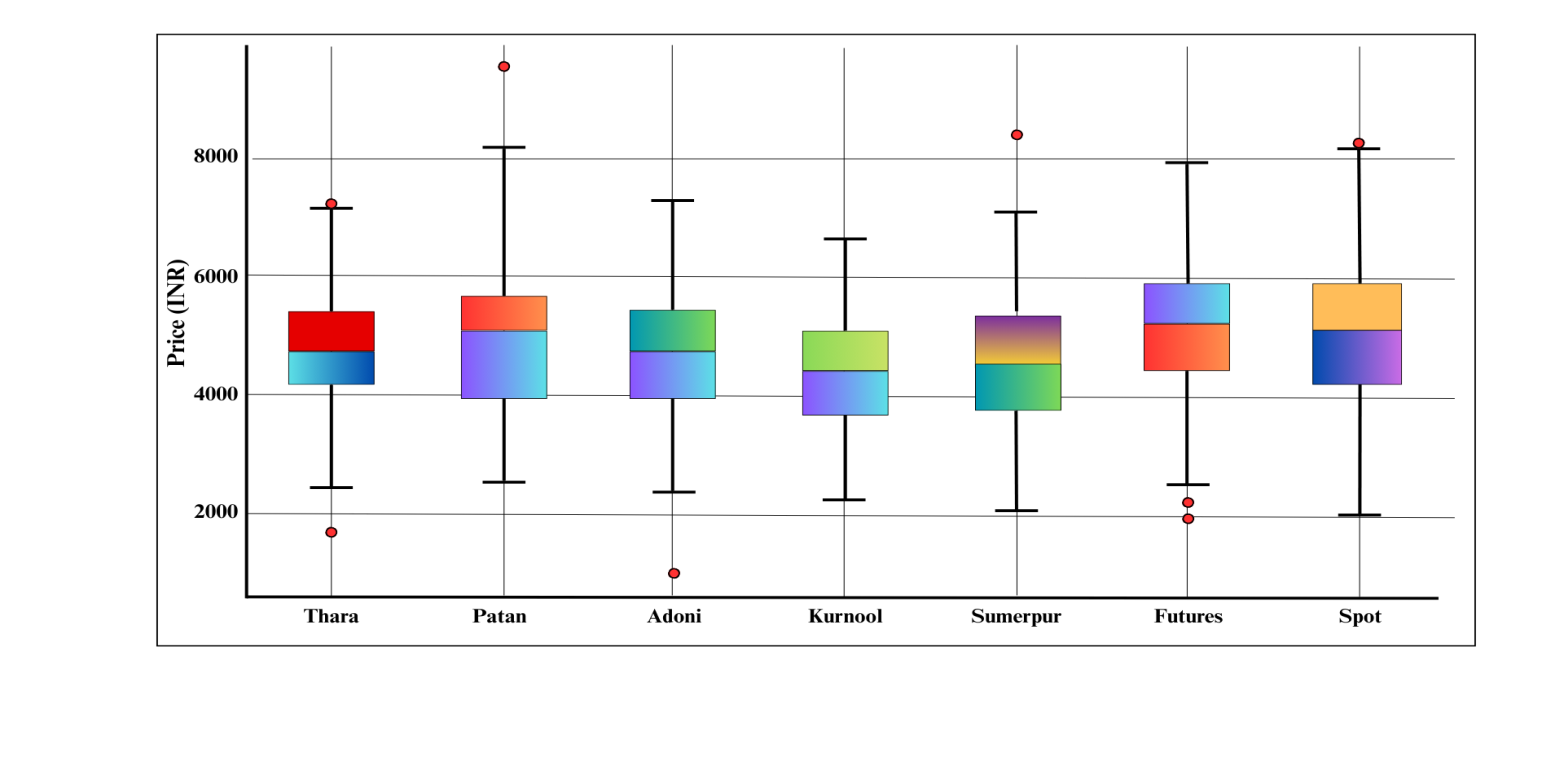 Price (INR)
8000
6000
4000
2000
Thara Patan Adoni Kurnool Sumerpur Futures Spot